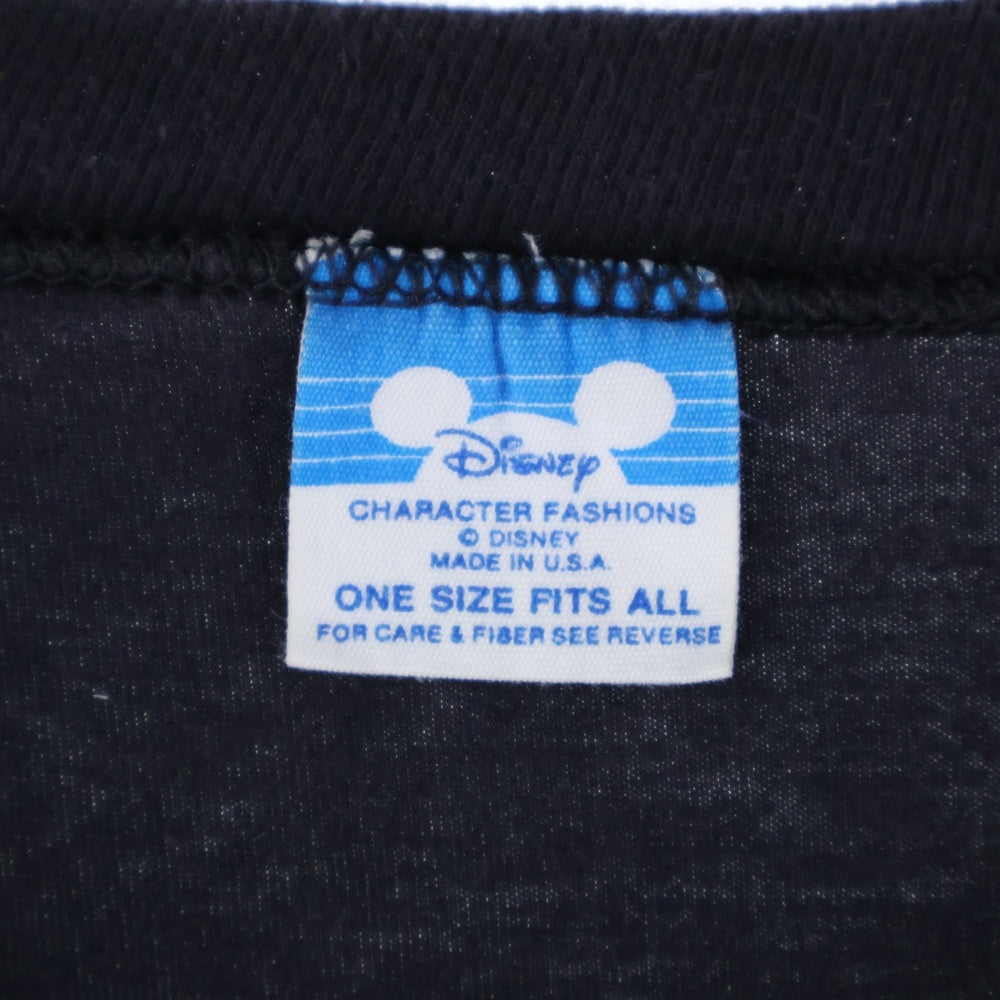 Disney
CHARACTER FASHIONS
© DISNEY
MADE IN U.S.A.
ONE SIZE FITS ALL
FOR CARE & FIBER SEE REVERSE